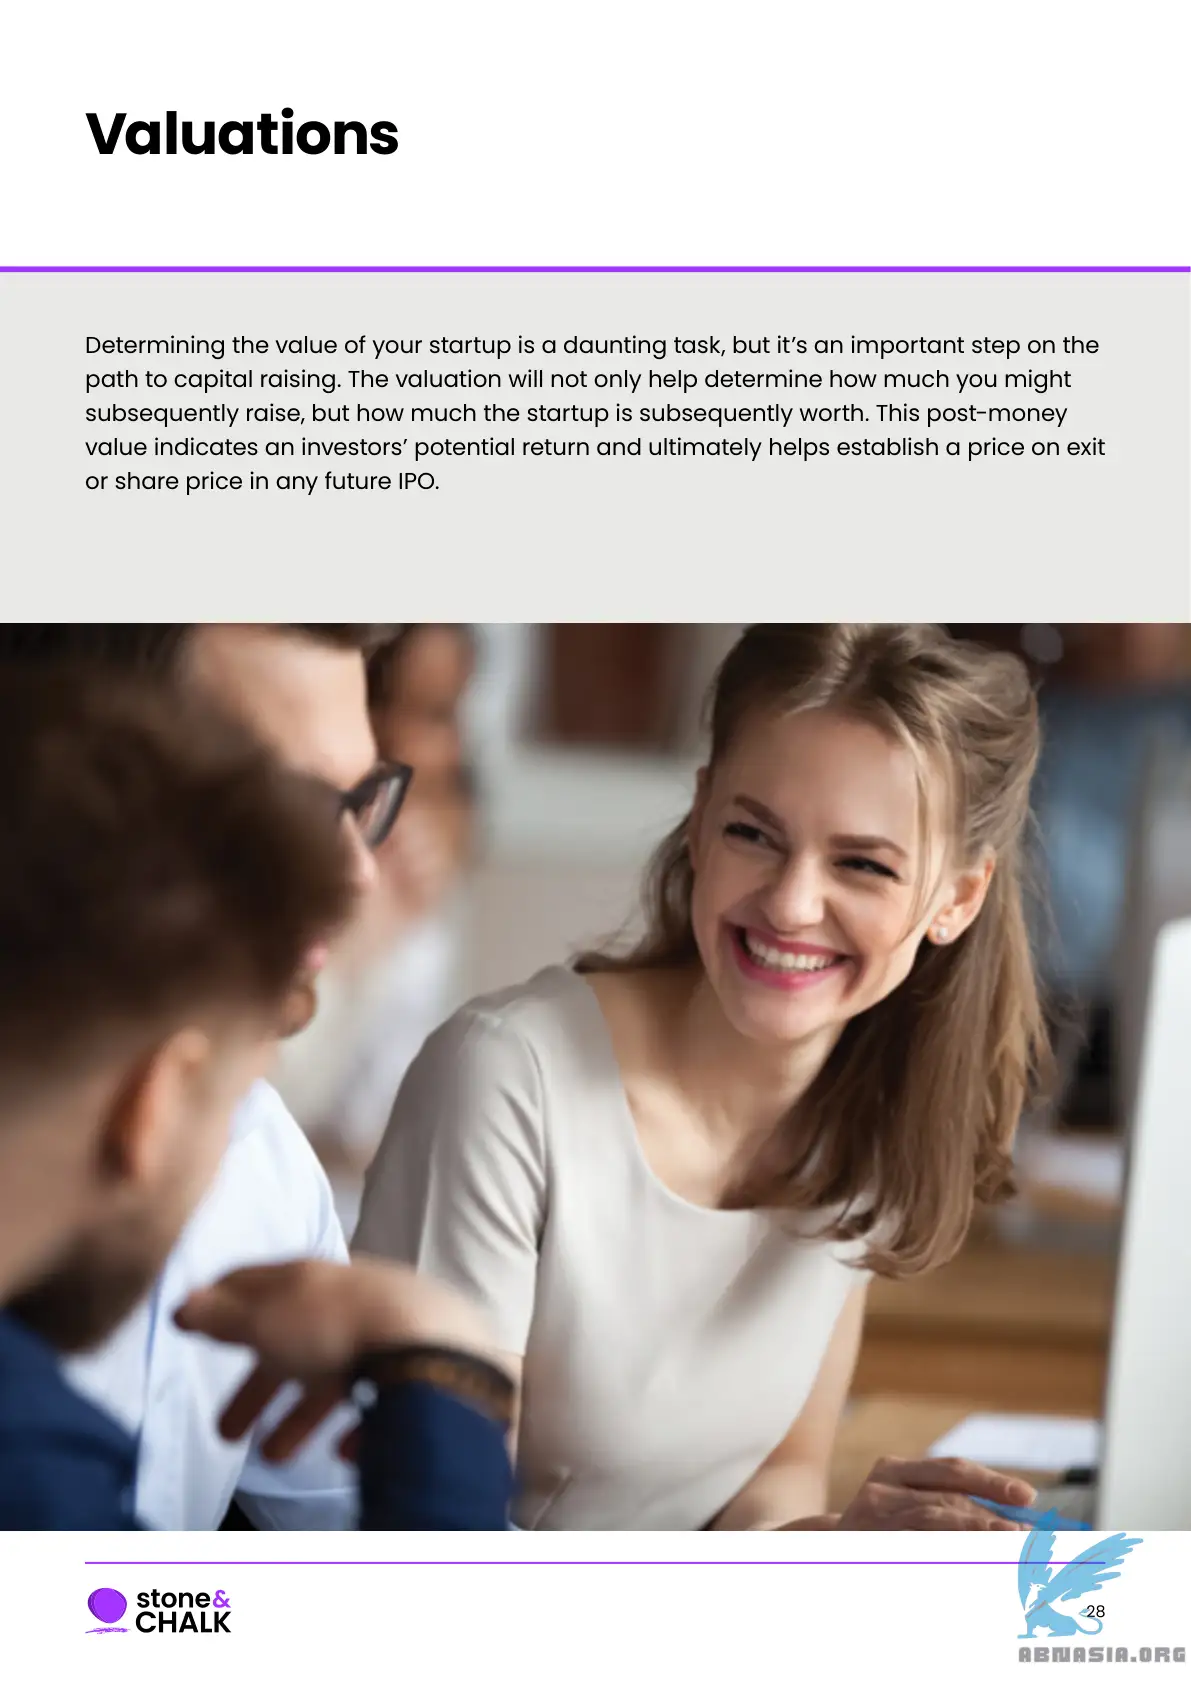 Valuations
Determining the value of your startup is a daunting task, but it’s an important step on the
path to capital raising. The valuation will not only help determine how much you might
subsequently raise, but how much the startup is subsequently worth. This post-money
value indicates an investors’ potential return and ultimately helps establish a price on exit
or share price in any future IPO.
stone&
CHALK
28
ABNASIA.ORG